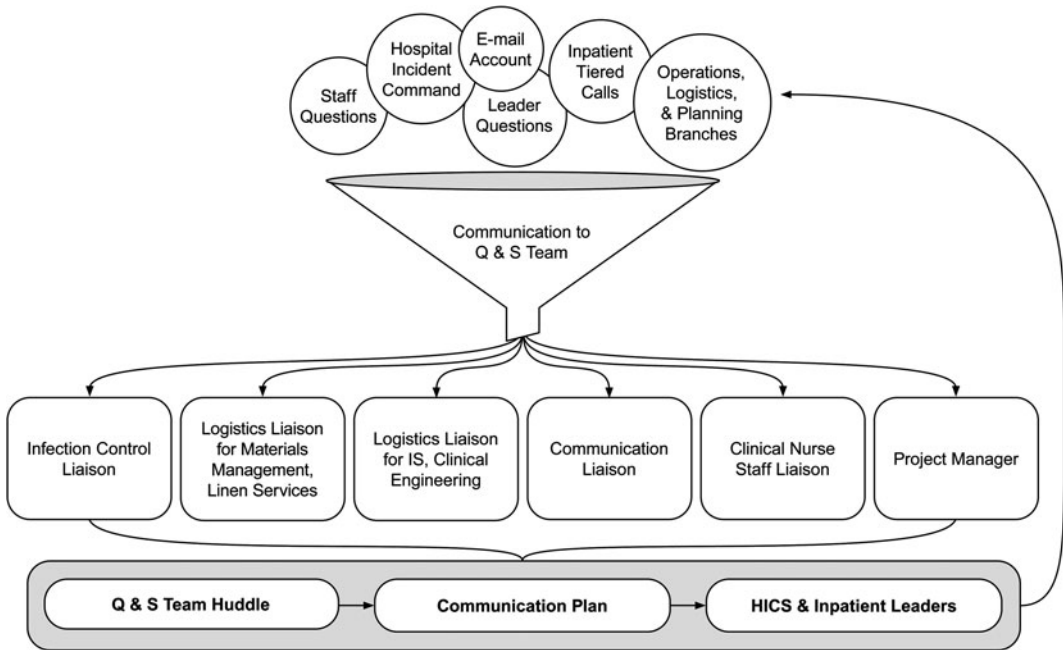 Staff
Questions
Hospital
Incident
Command
E-mail
Account
Leader
Questions
Inpatient
Tiered
Calls
Operations,
Logistics,
& Planning
Branches
Communication to
Q & S Team
Infection Control
Liaison
Logistics Liaison
for Materials
Management,
Linen Services
Logistics Liaison
for IS, Clinical
Engineering
Communication
Liaison
Clinical Nurse
Staff Liaison
Project Manager
Q & S Team Huddle
Communication Plan
HICS & Inpatient Leaders